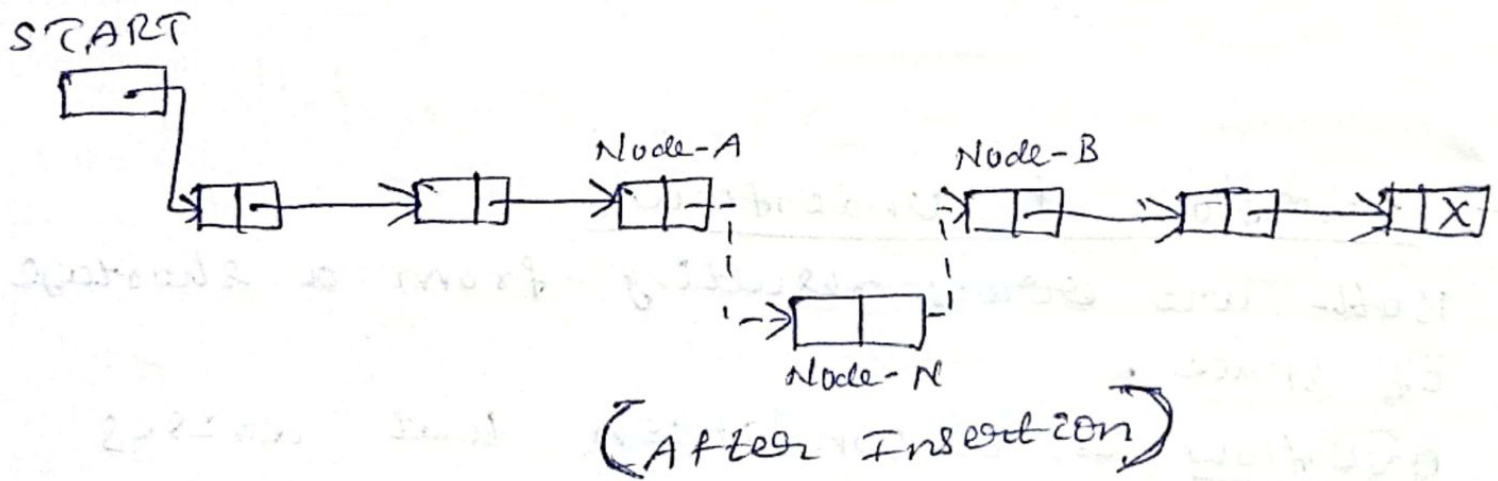 START
Node-A
Node-B
X
Node-N
(After Insertion)